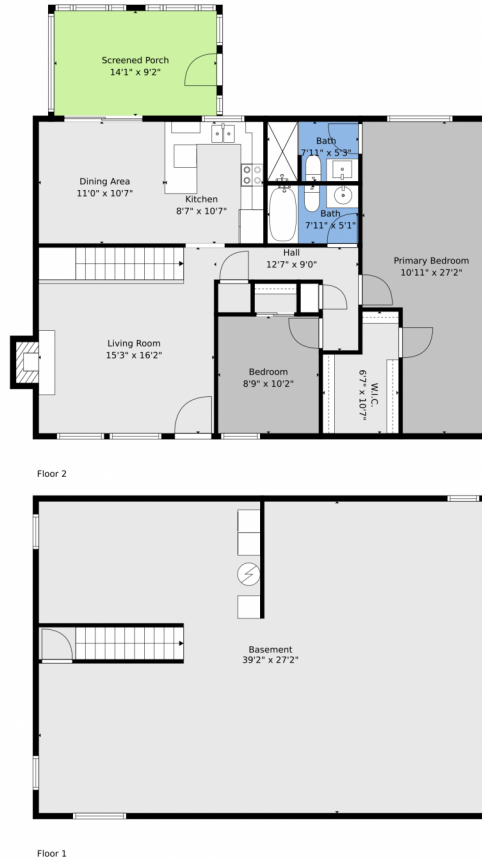 Screened Porch
14'1" x 9'2"
Bath
7'11" x 5'3"
Dining Area
11'0" x 10'7"
Kitchen
8'7" x 10'7"
Bath
7'11" x 5'1"
Hall
12'7" x 9'0"
Primary Bedroom
10'11" x 27'2"
Living Room
15'3" x 16'2"
Bedroom
8'9" x 10'2"
W.I.C.
6'7" x 10'7"
Floor 2
Basement
39'2" x 27'2"
Floor 1